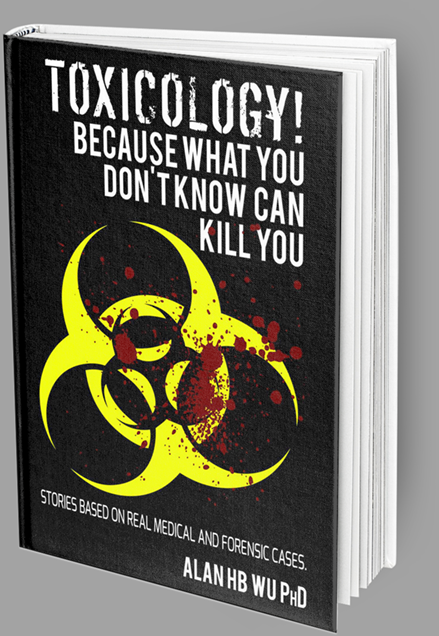 TOXICOLOGY!
BECAUSE WHAT YOU
DON'T KNOW CAN
KILL YOU
STORIES BASED ON REAL MEDICAL AND FORENSIC CASES.
ALAN HB WU PHD